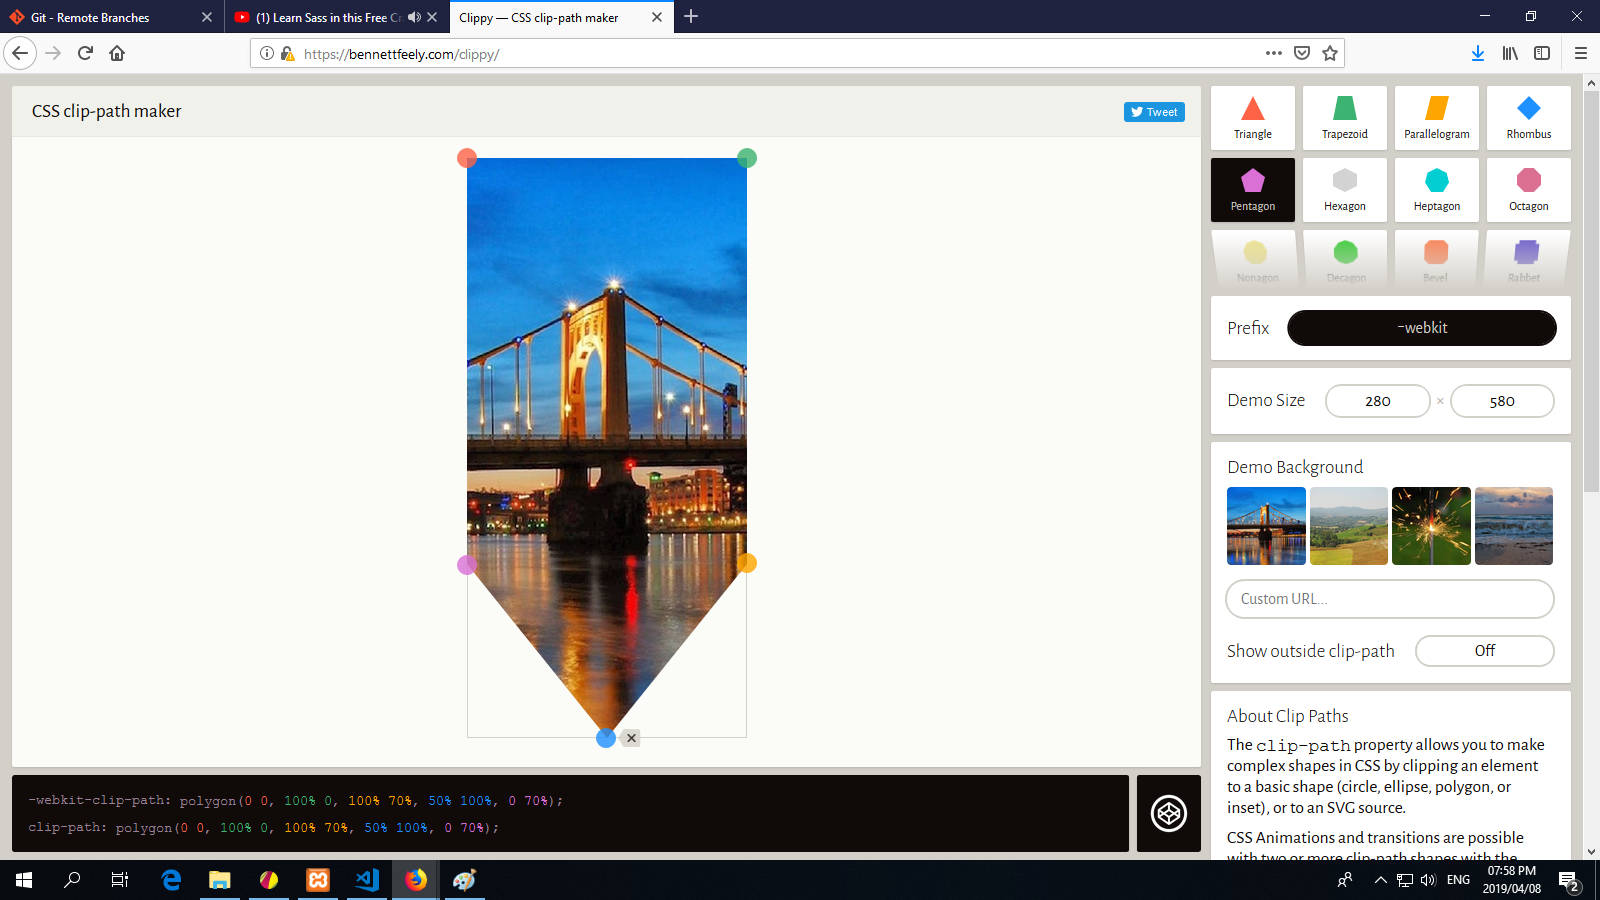 Git - Remote Branches
(1) Learn Sass in this Free Cr
Clippy — CSS clip-path maker
https://bennettfeely.com/clippy/
CSS clip-path maker
Tweet
Triangle
Trapezoid
Parallelogram
Rhombus
Pentagon
Hexagon
Heptagon
Octagon
Nonagon
Decagon
Bevel
Rabbet
Prefix
-webkit
Demo Size
280
×
580
Demo Background
Custom URL...
Show outside clip-path
Off
About Clip Paths
The clip-path property allows you to make
complex shapes in CSS by clipping an element
to a basic shape (circle, ellipse, polygon, or
inset), or to an SVG source.
CSS Animations and transitions are possible
with two or more clip-path shapes with the
-webkit-clip-path: polygon(0 0, 100% 0, 100% 70%, 50% 100%, 0 70%);
clip-path: polygon(0 0, 100% 0, 100% 70%, 50% 100%, 0 70%);
ENG
07:58 PM
2019/04/08
2